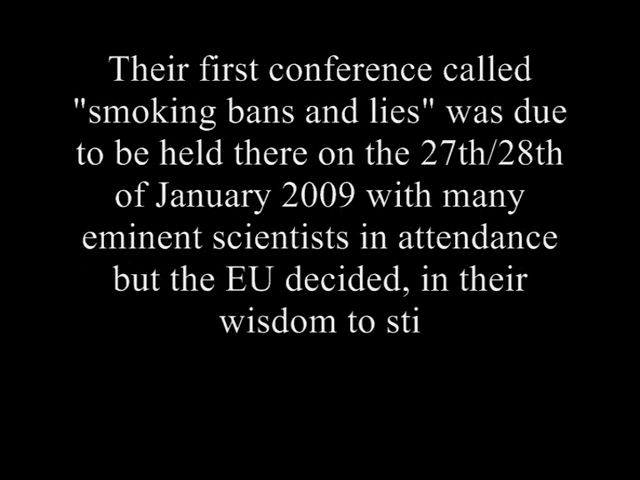 Their first conference called
"smoking bans and lies" was due
to be held there on the 27th/28th
of January 2009 with many
eminent scientists in attendance
but the EU decided, in their
wisdom to sti